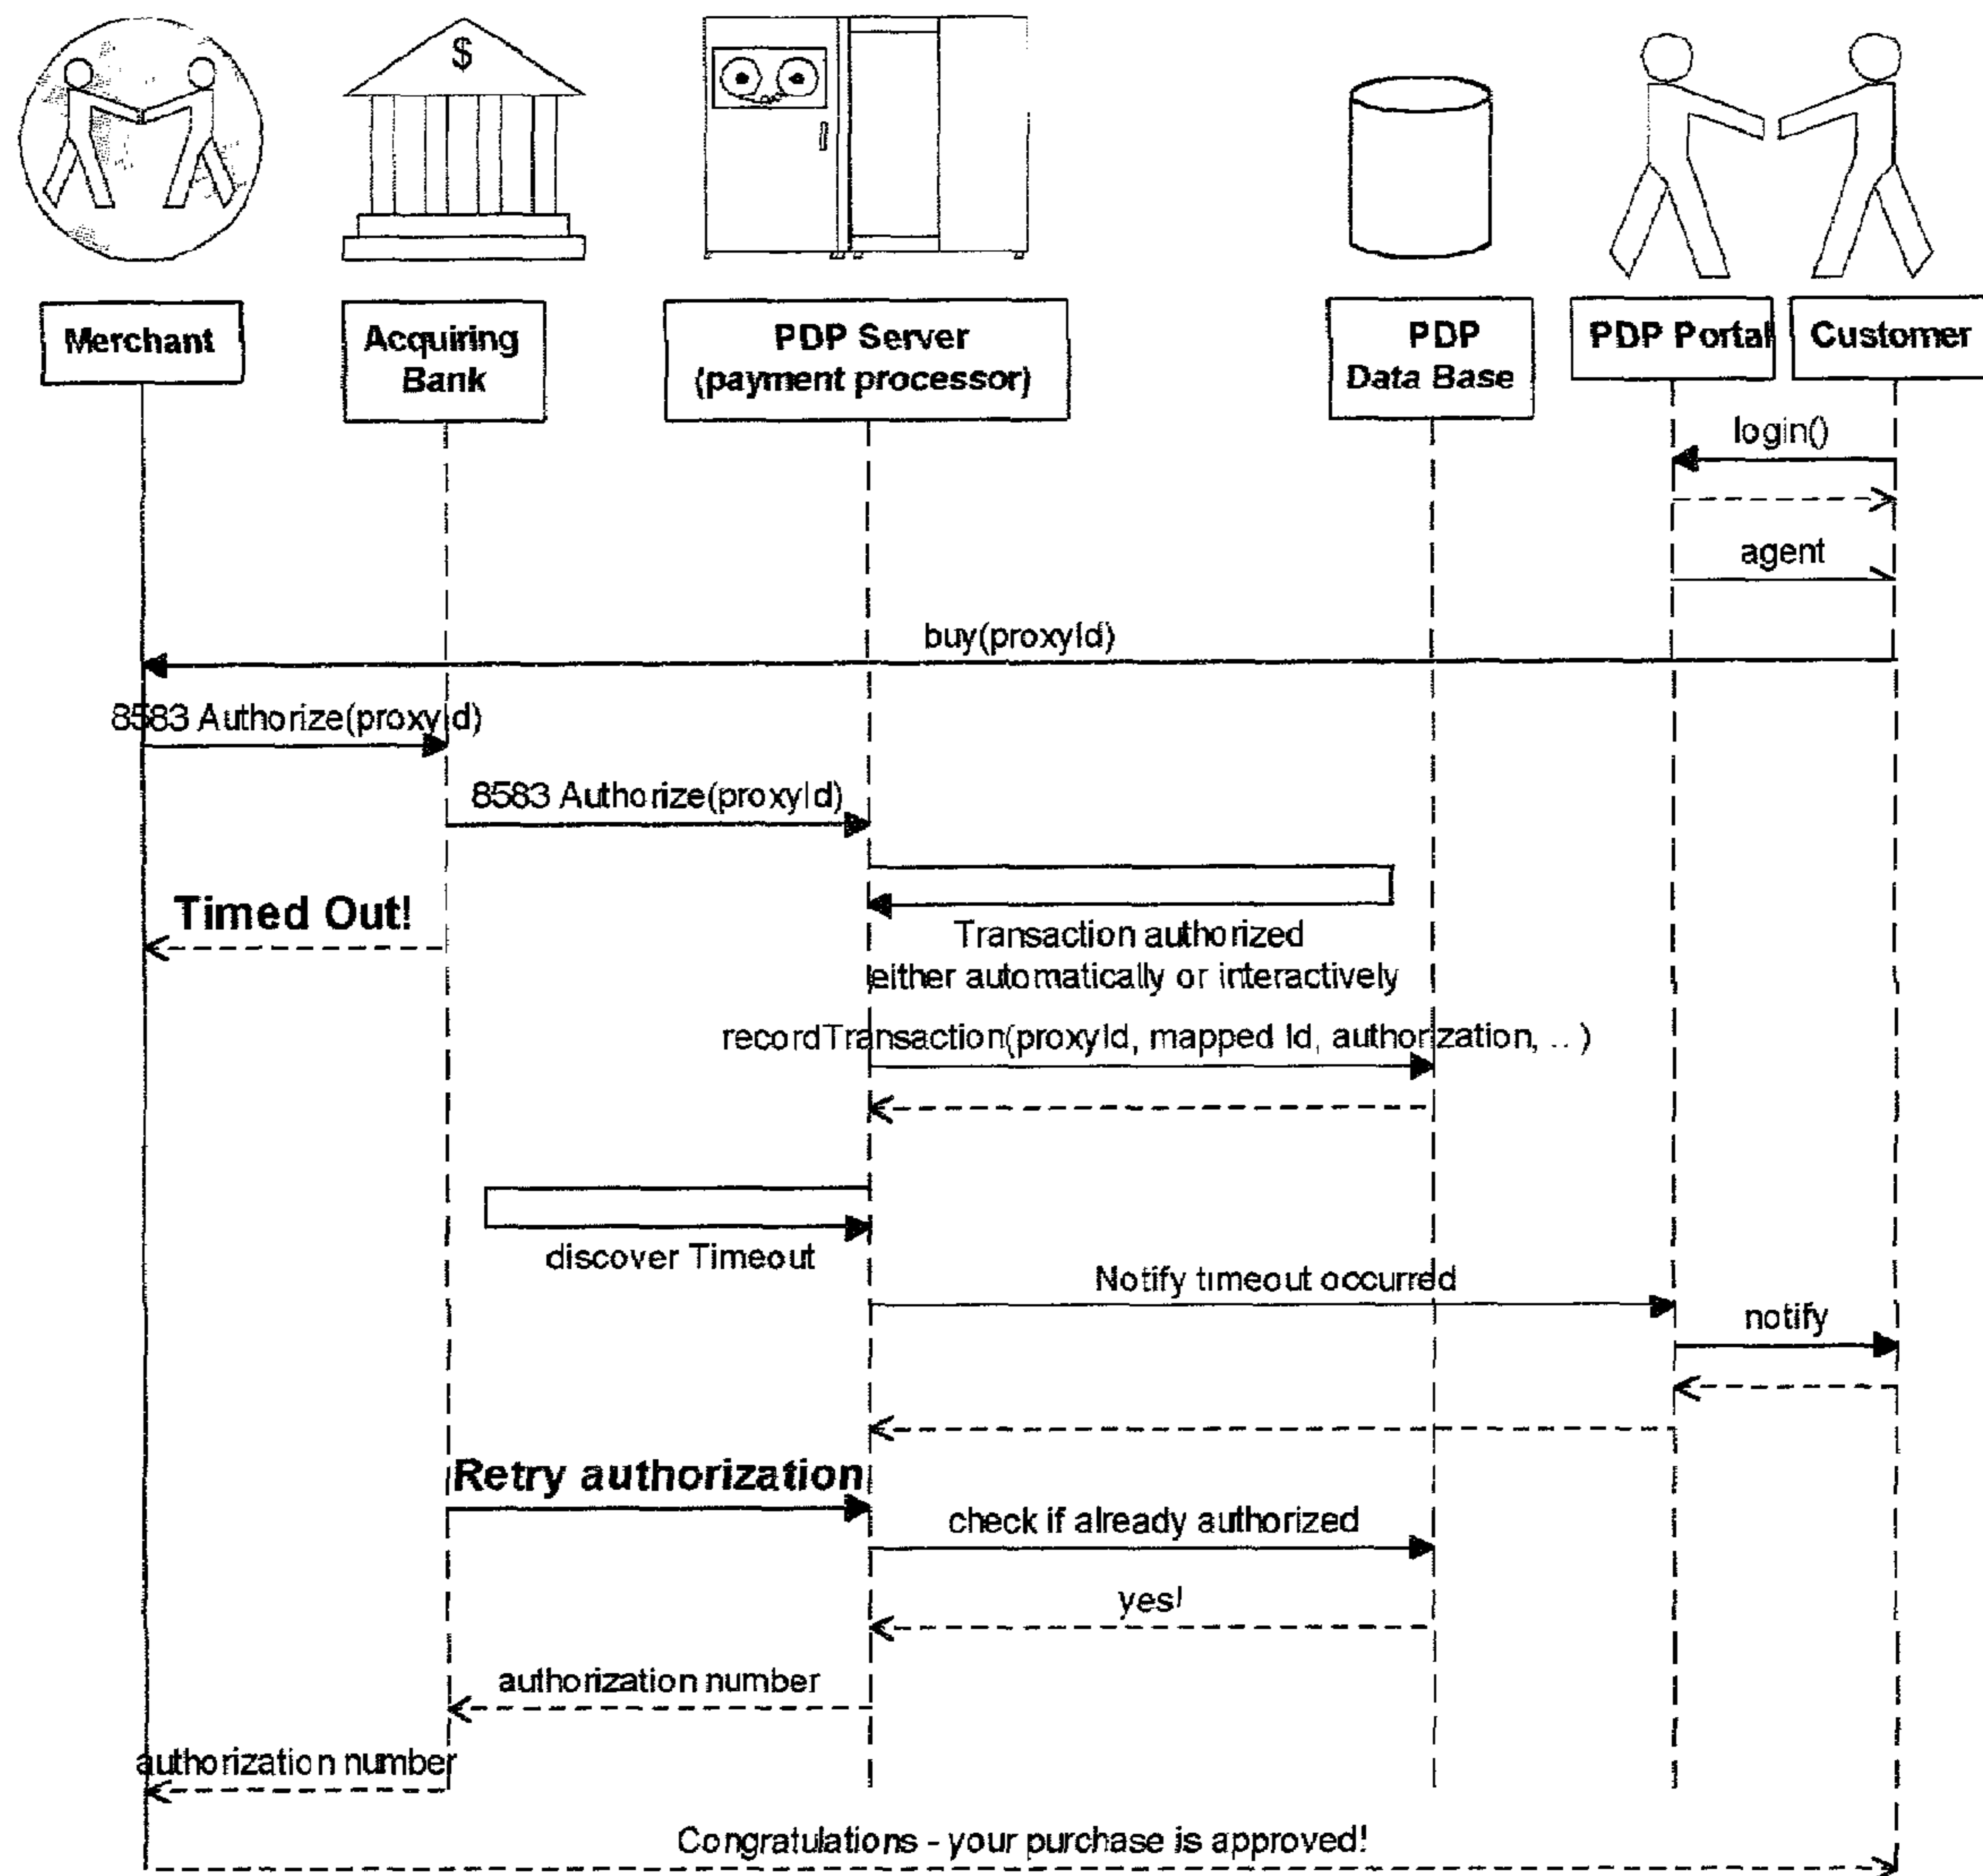 $
Merchant
Acquiring
Bank
PDP Server
(payment processor)
PDP
Data Base
PDP Portal
Customer
login()
agent
buy(proxyId)
8583 Authorize(proxyId)
8583 Authorize(proxyId)
Timed Out!
Transaction authorized
either automatically or interactively
recordTransaction(proxyId, mapped Id, authorization, ...)
discover Timeout
Notify timeout occurred
notify
Retry authorization
check if already authorized
yes!
authorization number
authorization number
Congratulations - your purchase is approved!